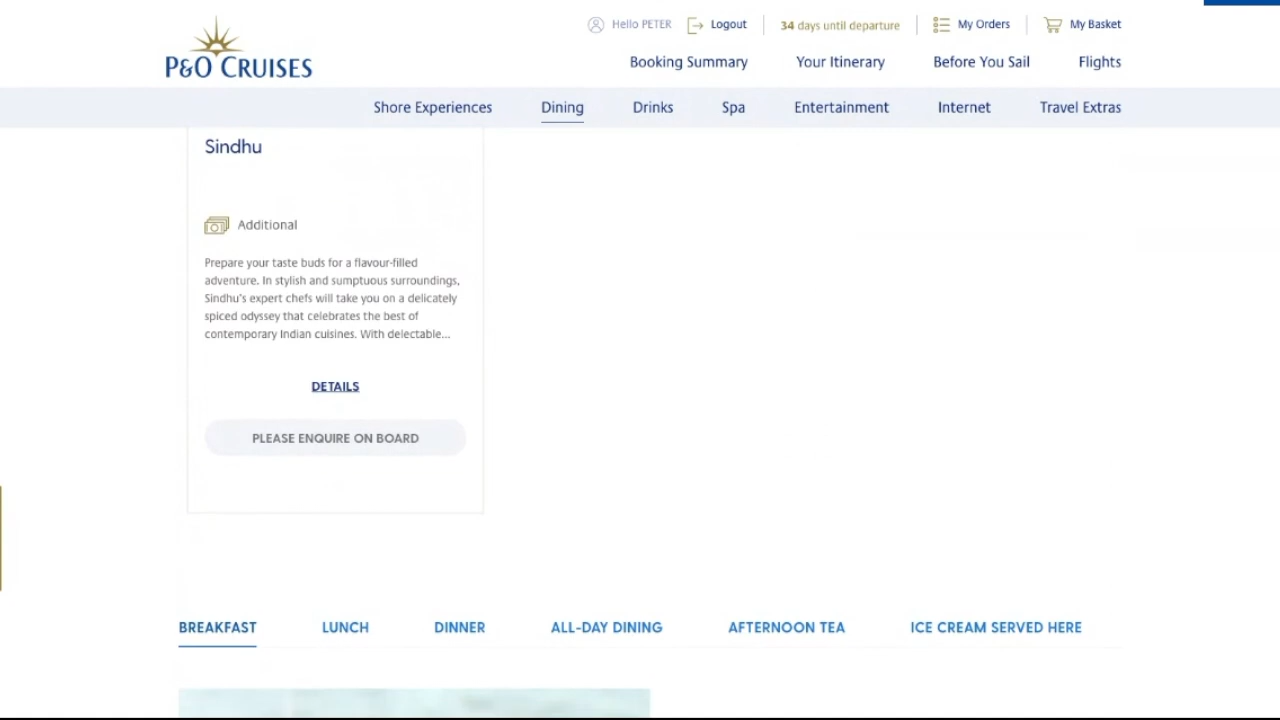 Hello PETER Logout 34 days until departure My Orders My Basket
P&O CRUISES
Booking Summary Your Itinerary Before You Sail Flights
Shore Experiences Dining Drinks Spa Entertainment Internet Travel Extras
Sindhu
Additional
Prepare your taste buds for a flavour-filled
adventure. In stylish and sumptuous surroundings,
Sindhu's expert chefs will take you on a delicately
spiced odyssey that celebrates the best of
contemporary Indian cuisines. With delectable...
DETAILS
PLEASE ENQUIRE ON BOARD
BREAKFAST LUNCH DINNER ALL-DAY DINING AFTERNOON TEA ICE CREAM SERVED HERE